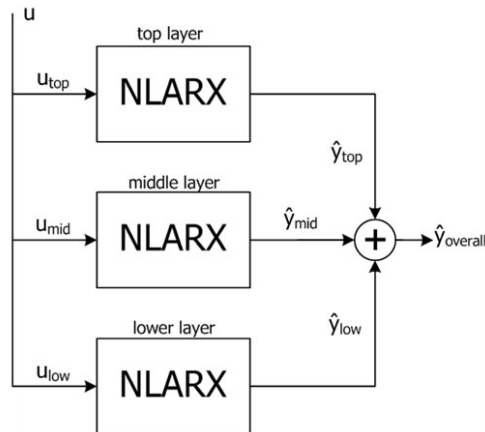 u
top layer
u_top
NLARX
ŷ_top
middle layer
u_mid
NLARX
ŷ_mid
+
ŷ_overall
lower layer
ŷ_low
u_low
NLARX